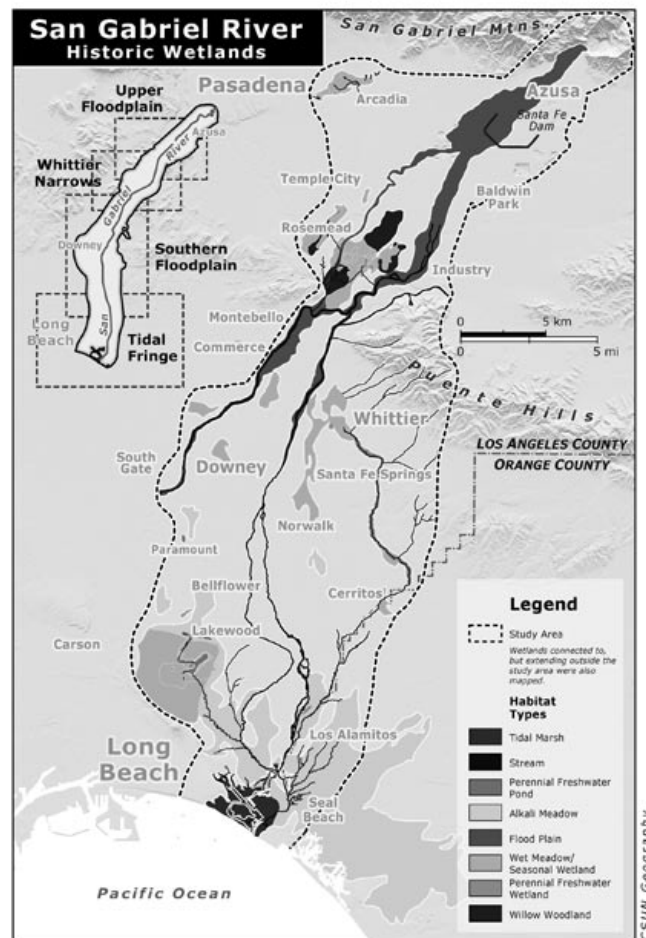 San Gabriel River
Historic Wetlands
San Gabriel Mtns
Upper
Floodplain
Pasadena
Arcadia
Azusa
Santa Fe
Dam
Azusa
River
Whittier
Narrows
Gabriel
Temple City
Baldwin
Park
Rosemead
Downey
Southern
Floodplain
Industry
San
Long
Beach
Tidal
Fringe
Montebello
Commerce
0 5 km
0 5 mi
Puente Hills
Whittier
LOS ANGELES COUNTY
ORANGE COUNTY
South
Gate
Downey
Santa Fe Springs
Norwalk
Paramount
Bellflower
Cerritos
Lakewood
Carson
Los Alamitos
Long
Beach
Seal
Beach
Pacific Ocean
Legend
Study Area
Wetlands connected to,
but extending outside the
study area were also
mapped.
Habitat
Types
Tidal Marsh
Stream
Perennial Freshwater
Pond
Alkali Meadow
Flood Plain
Wet Meadow/
Seasonal Wetland
Perennial Freshwater
Wetland
Willow Woodland
CSUN Geography